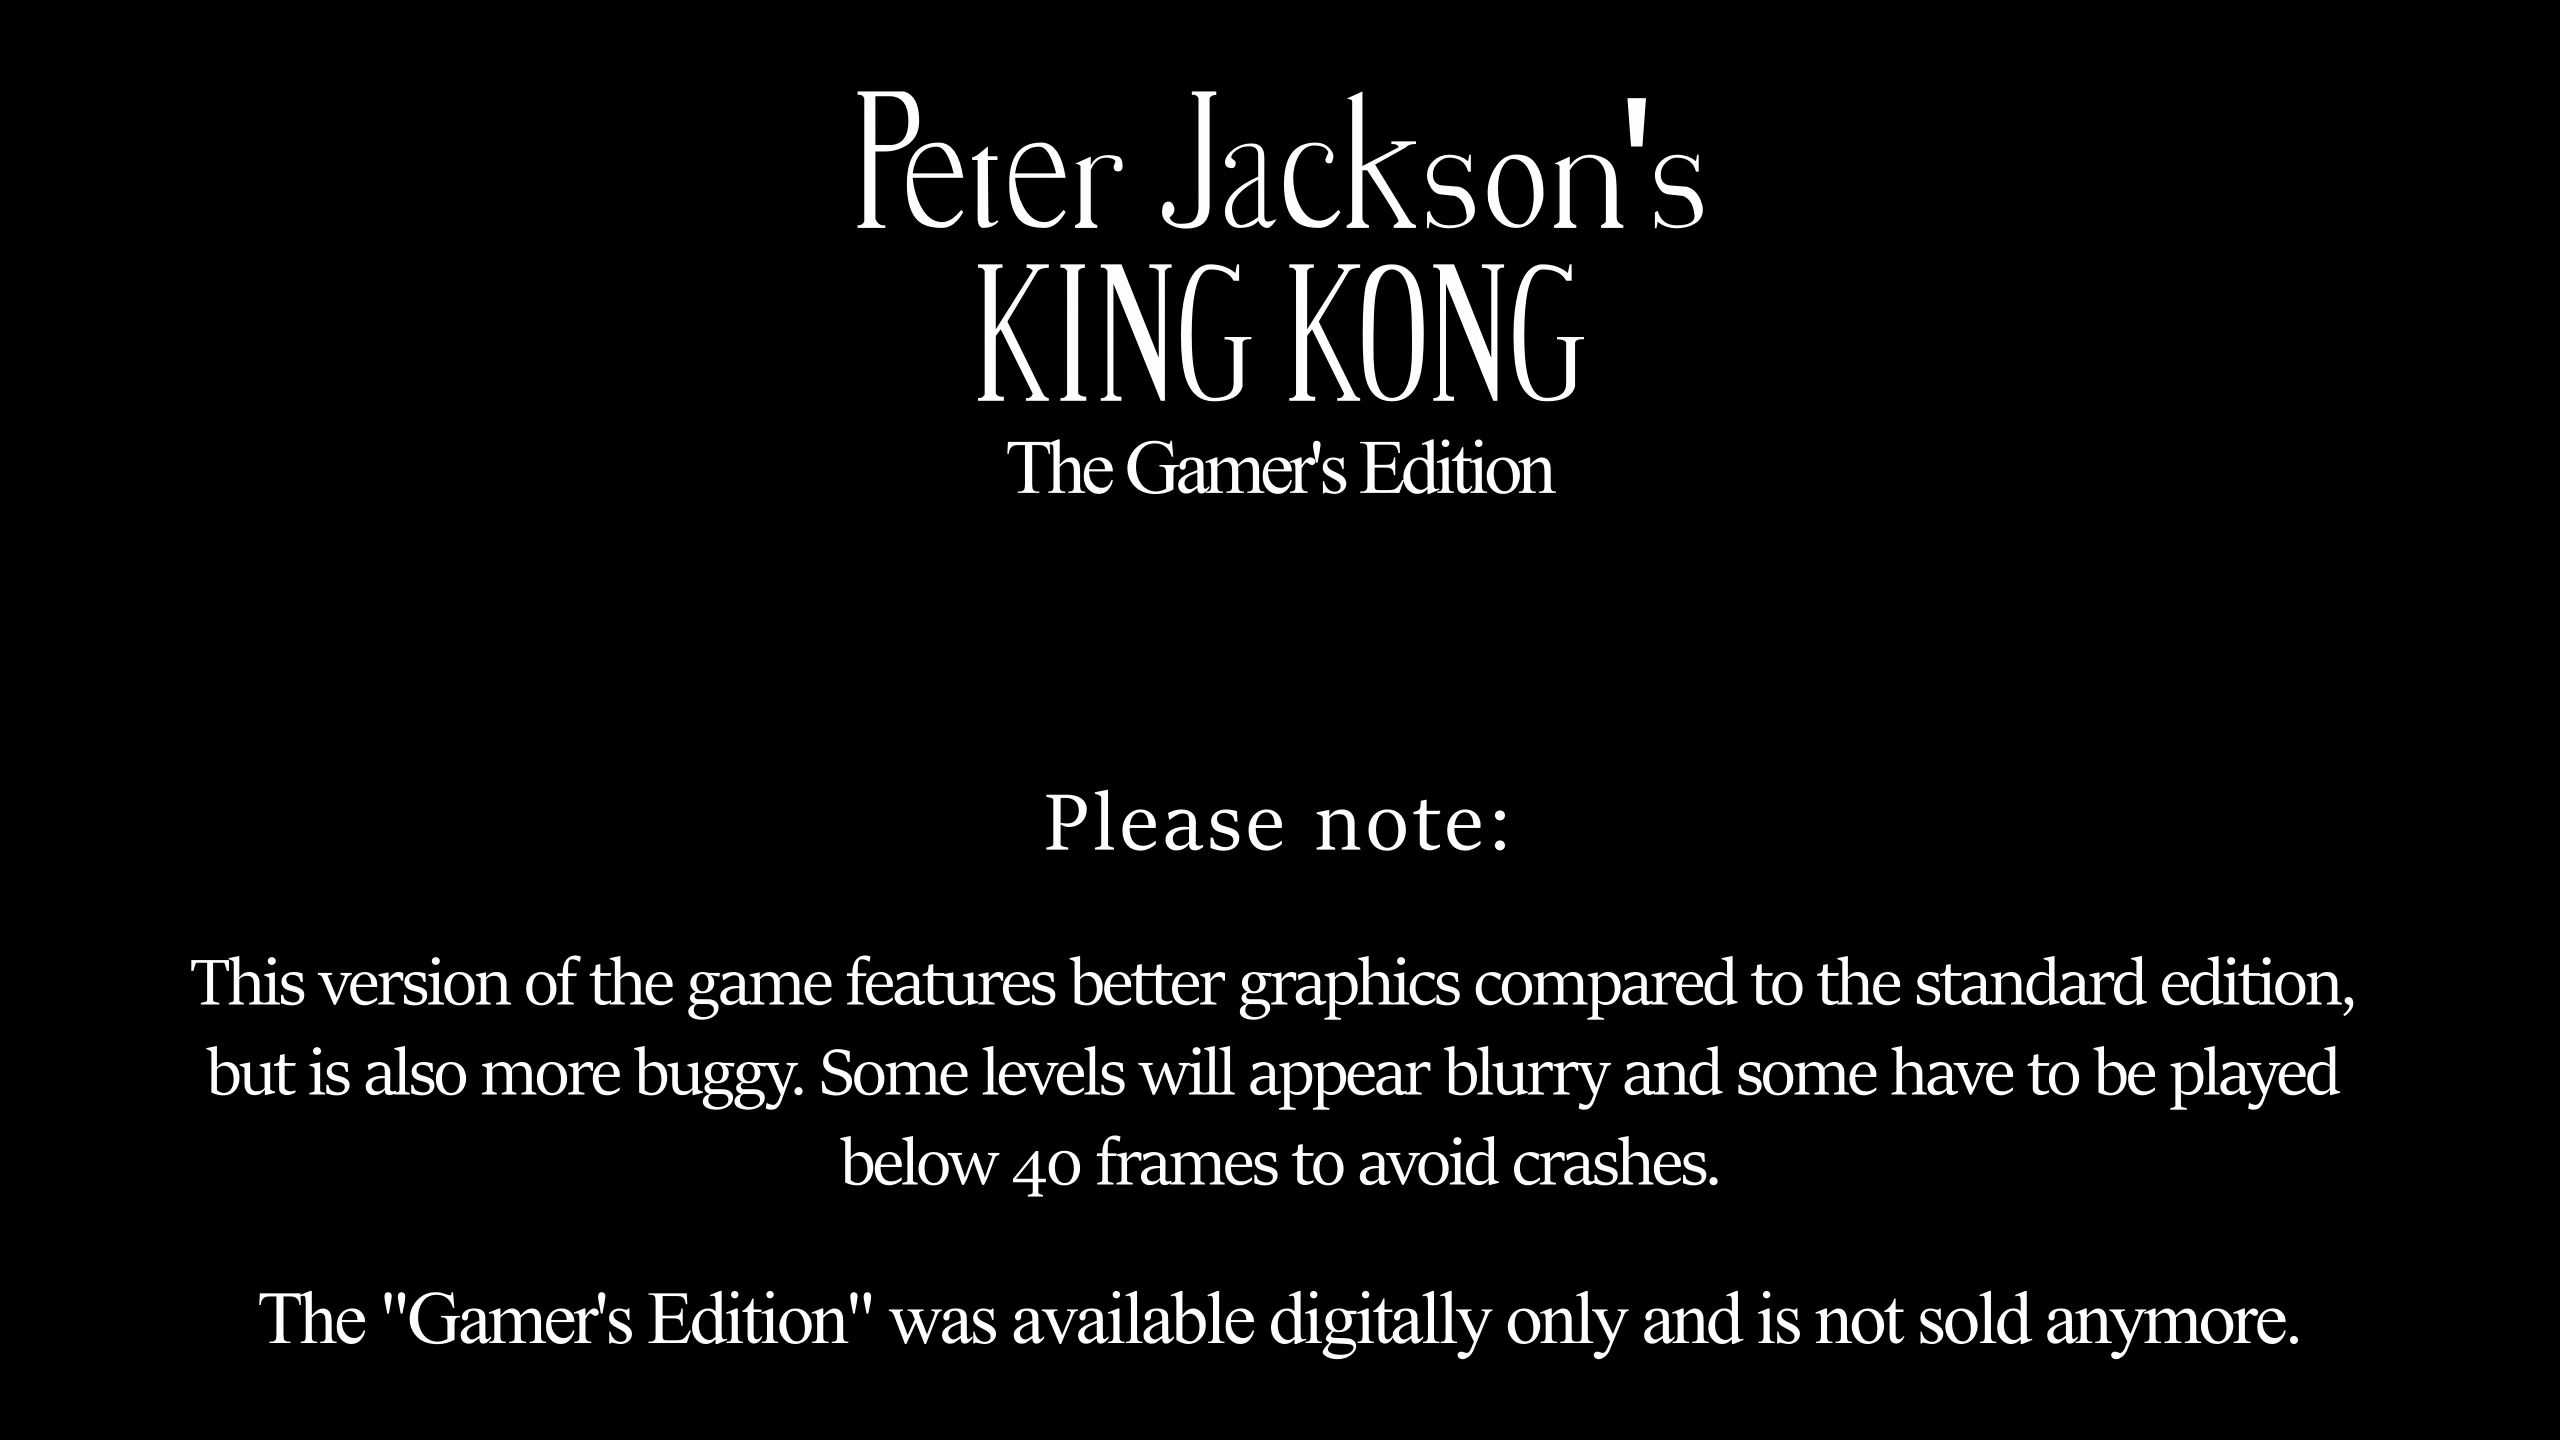 Peter Jackson's
KING KONG
The Gamer's Edition
Please note:
This version of the game features better graphics compared to the standard edition,
but is also more buggy. Some levels will appear blurry and some have to be played
below 40 frames to avoid crashes.
The "Gamer's Edition" was available digitally only and is not sold anymore.